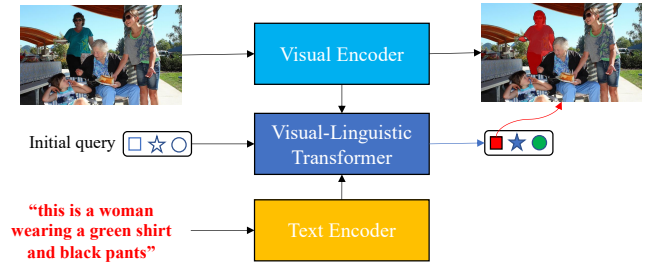 Visual Encoder
Initial query
Visual-Linguistic
Transformer
“this is a woman
wearing a green shirt
and black pants”
Text Encoder